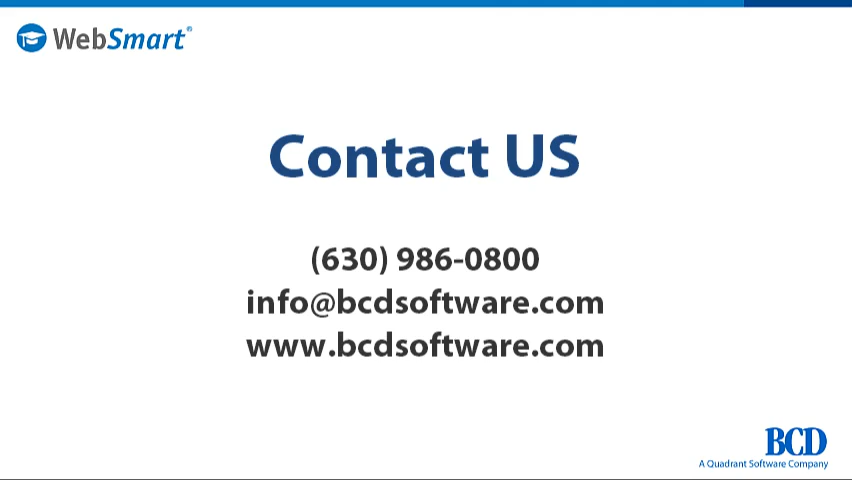 WebSmart®
Contact US
(630) 986-0800
info@bcdsoftware.com
www.bcdsoftware.com
BCD
A Quadrant Software Company